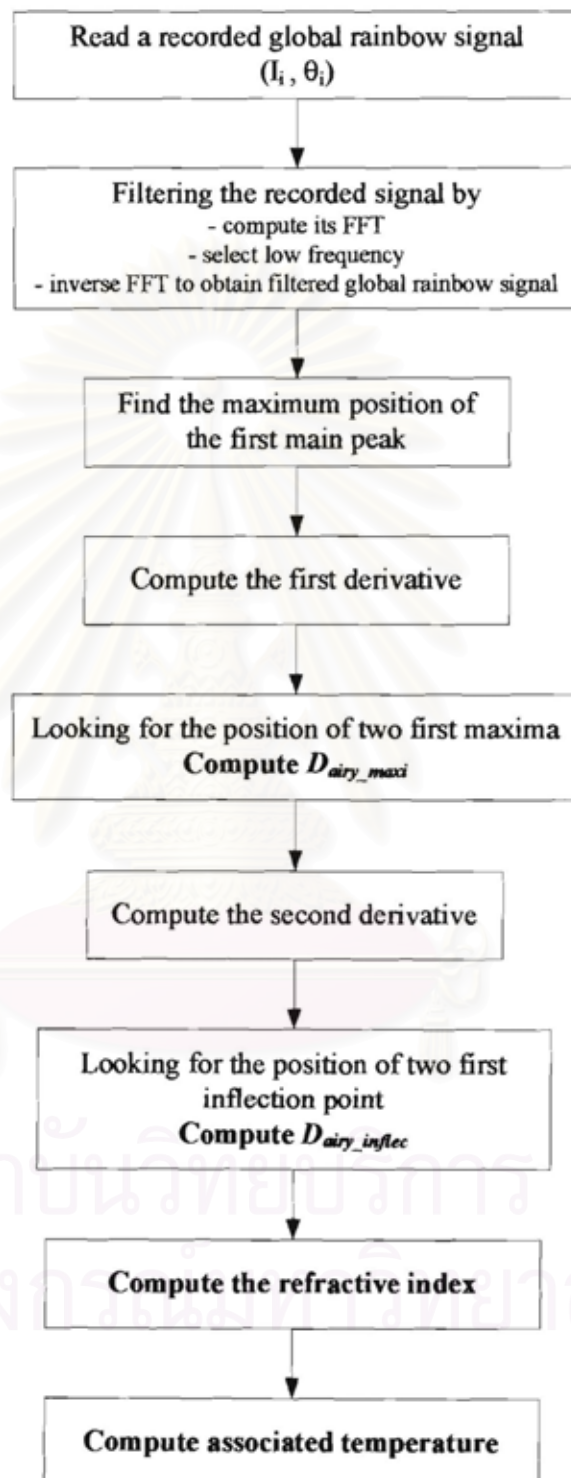 Read a recorded global rainbow signal
(Iᵢ , θᵢ)
Filtering the recorded signal by
- compute its FFT
- select low frequency
- inverse FFT to obtain filtered global rainbow signal
Find the maximum position of
the first main peak
Compute the first derivative
Looking for the position of two first maxima
Compute D_airy_maxi
Compute the second derivative
Looking for the position of two first
inflection point
Compute D_airy_inflec
Compute the refractive index
Compute associated temperature